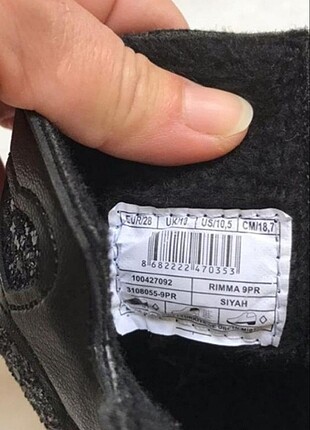 EUR/28 UK/10 US/10,5 CM/18,7
8 682222 470353
100427092 RIMMA 9PR
3108055-9PR SIYAH